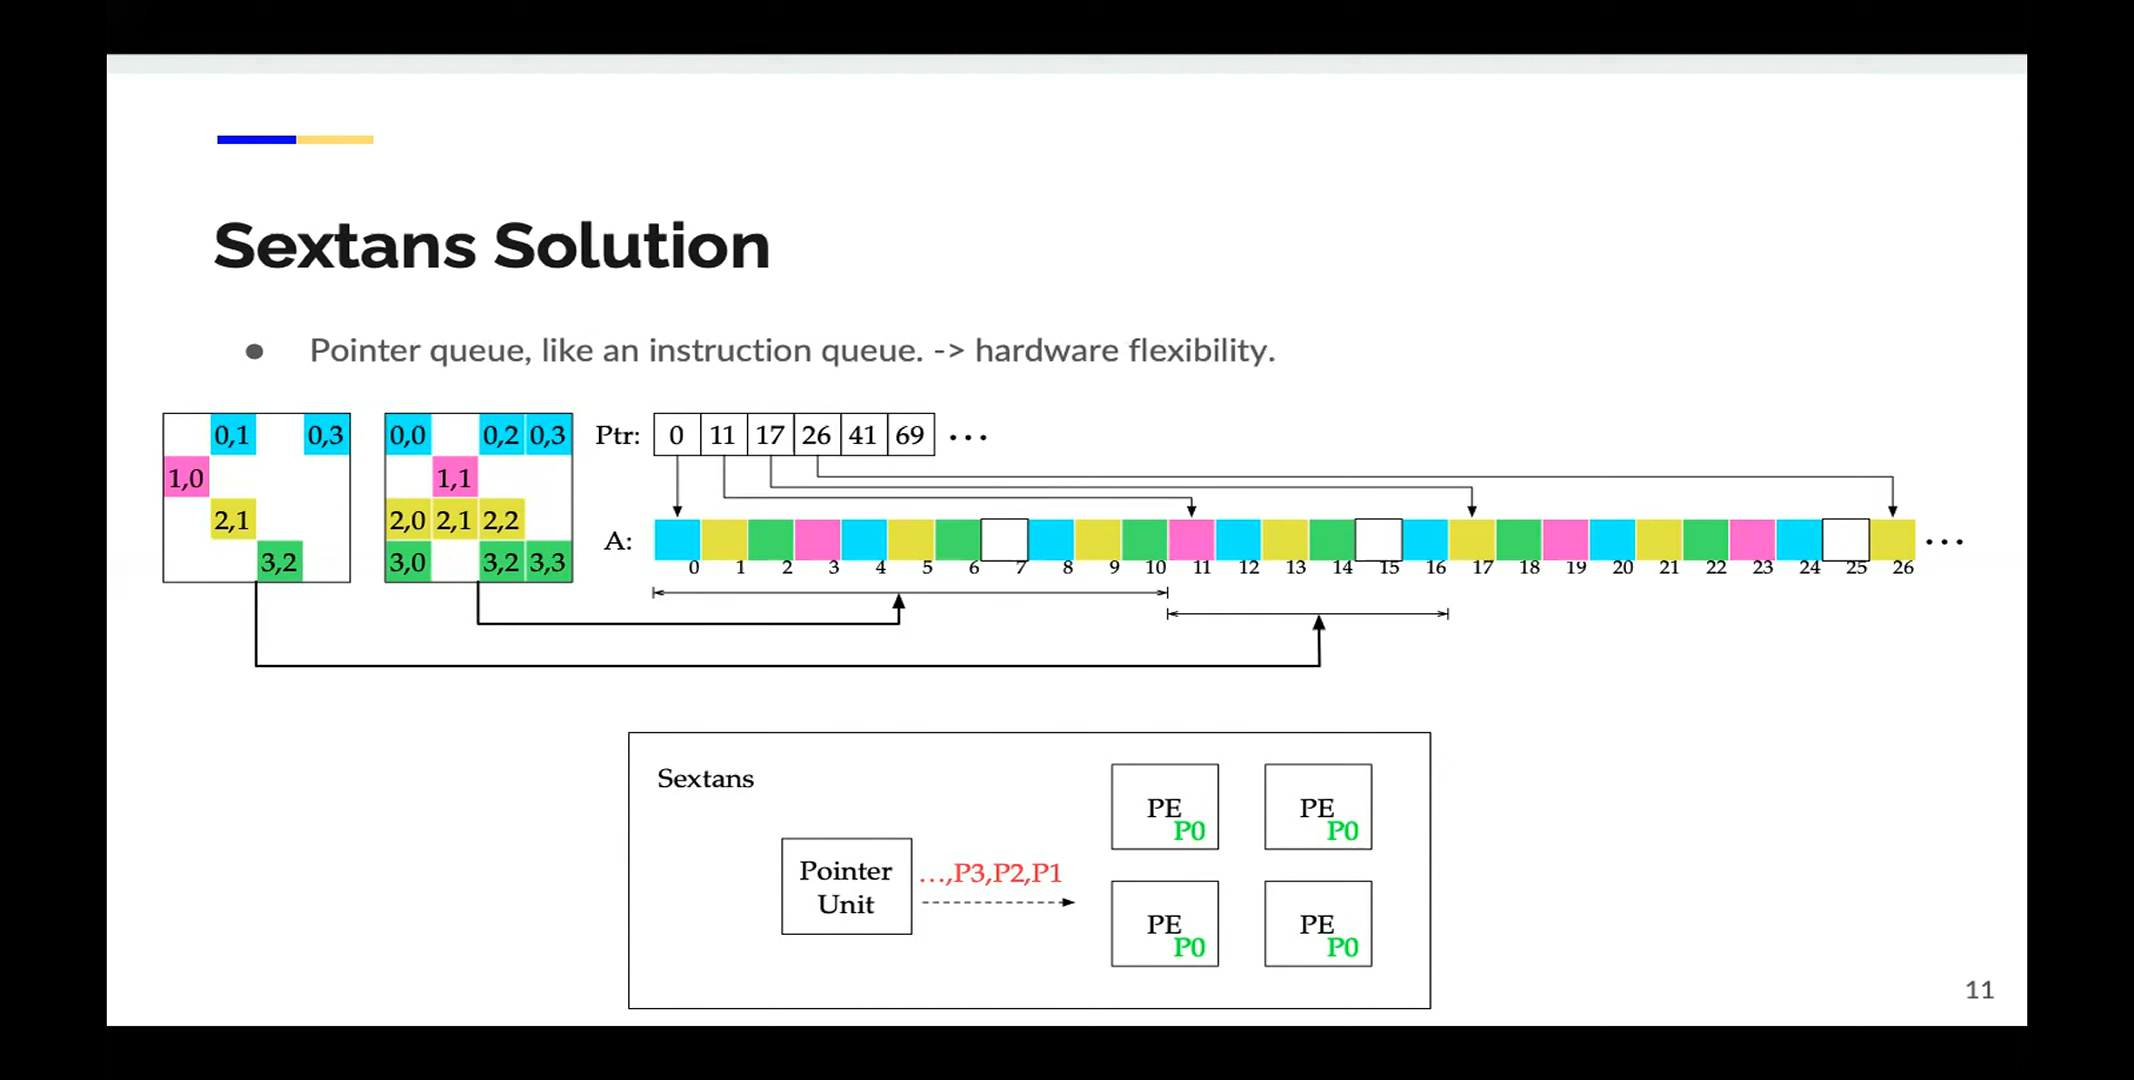 Sextans Solution
● Pointer queue, like an instruction queue. -> hardware flexibility.
0,1 0,3
1,0
2,1
3,2
0,0 0,2 0,3
1,1
2,0 2,1 2,2
3,0 3,2 3,3
Ptr: 0 11 17 26 41 69 ...
A: ...
0 1 2 3 4 5 6 7 8 9 10 11 12 13 14 15 16 17 18 19 20 21 22 23 24 25 26
Sextans
Pointer
Unit
...,P3,P2,P1
PE
P0
PE
P0
PE
P0
PE
P0
11